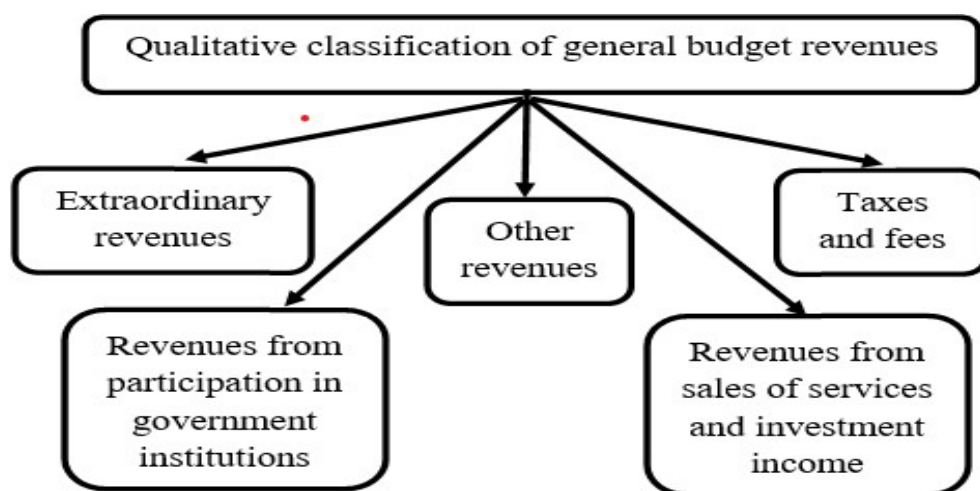 Qualitative classification of general budget revenues
Extraordinary
revenues
Other
revenues
Taxes
and fees
Revenues from
participation in
government
institutions
Revenues from
sales of services
and investment
income